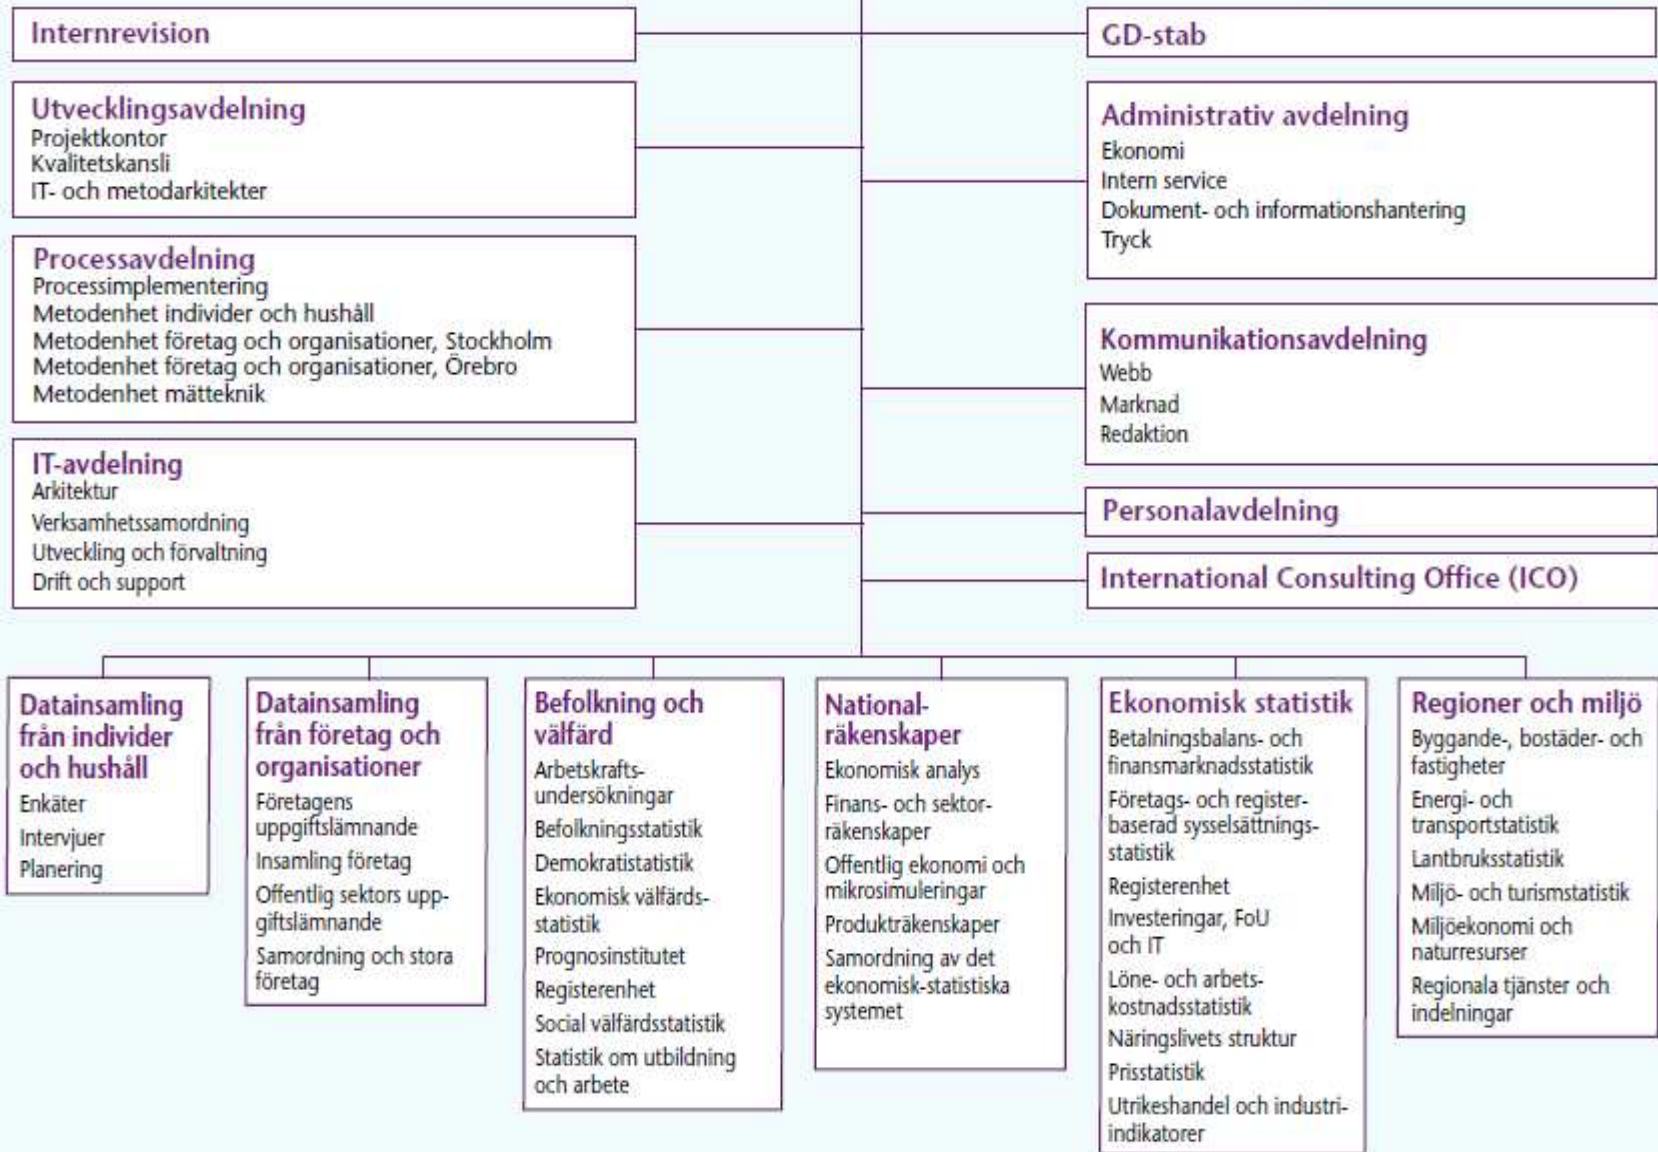 Internrevision
GD-stab
Utvecklingsavdelning
Projektkontor
Kvalitetskansli
IT- och metodarkitekter
Administrativ avdelning
Ekonomi
Intern service
Dokument- och informationshantering
Tryck
Processavdelning
Processimplementering
Metodenhet individer och hushåll
Metodenhet företag och organisationer, Stockholm
Metodenhet företag och organisationer, Örebro
Metodenhet mätteknik
Kommunikationsavdelning
Webb
Marknad
Redaktion
IT-avdelning
Arkitektur
Verksamhetssamordning
Utveckling och förvaltning
Drift och support
Personalavdelning
International Consulting Office (ICO)
Datainsamling
från individer
och hushåll
Enkäter
Intervjuer
Planering
Datainsamling
från företag och
organisationer
Företagens
uppgiftslämnande
Insamling företag
Offentlig sektors upp-
giftslämnande
Samordning och stora
företag
Befolkning och
välfärd
Arbetskrafts-
undersökningar
Befolkningsstatistik
Demokratistatistik
Ekonomisk välfärds-
statistik
Prognosinstitutet
Registerenhet
Social välfärdsstatistik
Statistik om utbildning
och arbete
National-
räkenskaper
Ekonomisk analys
Finans- och sektor-
räkenskaper
Offentlig ekonomi och
mikrosimuleringar
Produkträkenskaper
Samordning av det
ekonomisk-statistiska
systemet
Ekonomisk statistik
Betalningsbalans- och
finansmarknadsstatistik
Företags- och register-
baserad sysselsättnings-
statistik
Registerenhet
Investeringar, FoU
och IT
Löne- och arbets-
kostnadsstatistik
Näringslivets struktur
Prisstatistik
Utrikeshandel och industri-
indikatorer
Regioner och miljö
Byggande-, bostäder- och
fastigheter
Energi- och
transportstatistik
Lantbruksstatistik
Miljö- och turismstatistik
Miljöekonomi och
naturresurser
Regionala tjänster och
indelningar